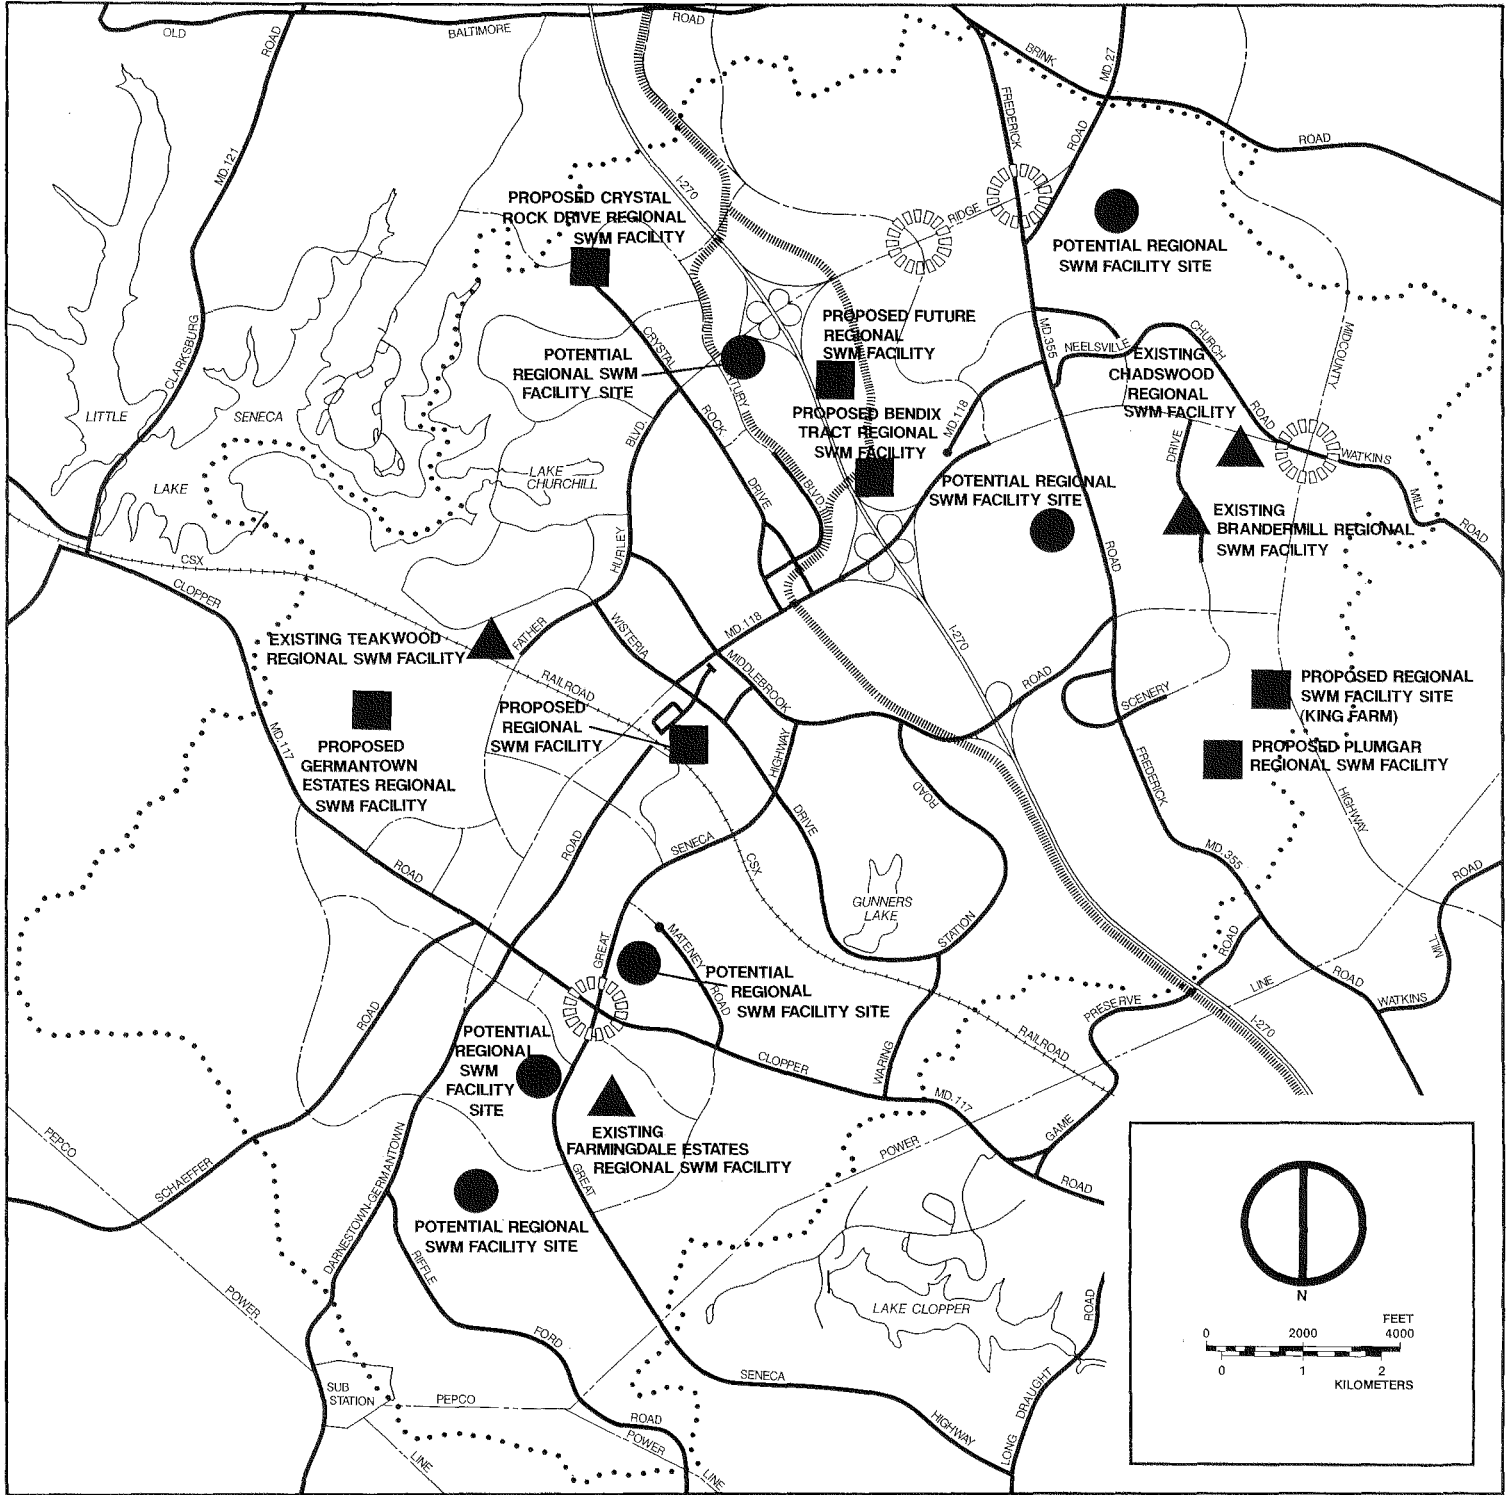 OLD
BALTIMORE
ROAD
ROAD
BRINK
MD.27
FREDERICK
ROAD
ROAD
MD.121
I-270
PROPOSED CRYSTAL
ROCK DRIVE REGIONAL
SWM FACILITY
RIDGE
POTENTIAL REGIONAL
SWM FACILITY SITE
PROPOSED FUTURE
REGIONAL
SWM FACILITY
MD.355
NEELSVILLE
CHURCH
ROAD
MIDCOUNTY
CLARKSBURG
CRYSTAL
ROCK
DRIVE
POTENTIAL
REGIONAL SWM
FACILITY SITE
EXISTING
CHADSWOOD
REGIONAL
SWM FACILITY
LITTLE
SENECA
LAKE
BLVD.
PROPOSED BENDIX
TRACT REGIONAL
SWM FACILITY
MD.118
DRIVE
WATKINS
MILL
ROAD
LAKE
CHURCHILL
BLVD.
POTENTIAL REGIONAL
SWM FACILITY SITE
EXISTING
BRANDERMILL REGIONAL
SWM FACILITY
CSX
CLOPPER
HURLEY
FATHER
ROAD
EXISTING TEAKWOOD
REGIONAL SWM FACILITY
WISTERIA
MD.118
MIDDLEBROOK
I-270
ROAD
RAILROAD
SCENERY
PROPOSED REGIONAL
SWM FACILITY SITE
(KING FARM)
PROPOSED
REGIONAL
SWM FACILITY
MD.117
PROPOSED
GERMANTOWN
ESTATES REGIONAL
SWM FACILITY
HIGHWAY
ROAD
FREDERICK
PROPOSED PLUMGAR
REGIONAL SWM FACILITY
HIGHWAY
DRIVE
ROAD
SENECA
CSX
ROAD
MD.355
ROAD
GUNNERS
LAKE
STATION
GREAT
MATENEY
ROAD
POTENTIAL
REGIONAL
SWM FACILITY SITE
ROAD
ROAD
MILL
WATKINS
LINE
PRESERVE
I-270
ROAD
POTENTIAL
REGIONAL
SWM
FACILITY
SITE
RAILROAD
CLOPPER
WARING
MD.117
GAME
POWER
ROAD
EXISTING
FARMINGDALE ESTATES
REGIONAL SWM FACILITY
PEPCO
SCHAEFFER
DARNESTOWN-GERMANTOWN
GREAT
POTENTIAL REGIONAL
SWM FACILITY SITE
RIFFLE
FORD
ROAD
POWER
LAKE CLOPPER
ROAD
N
FEET
0 2000 4000
0 1 2
KILOMETERS
SENECA
HIGHWAY
LONG
DRAUGHT
SUB
STATION
PEPCO
POWER
LINE
LINE